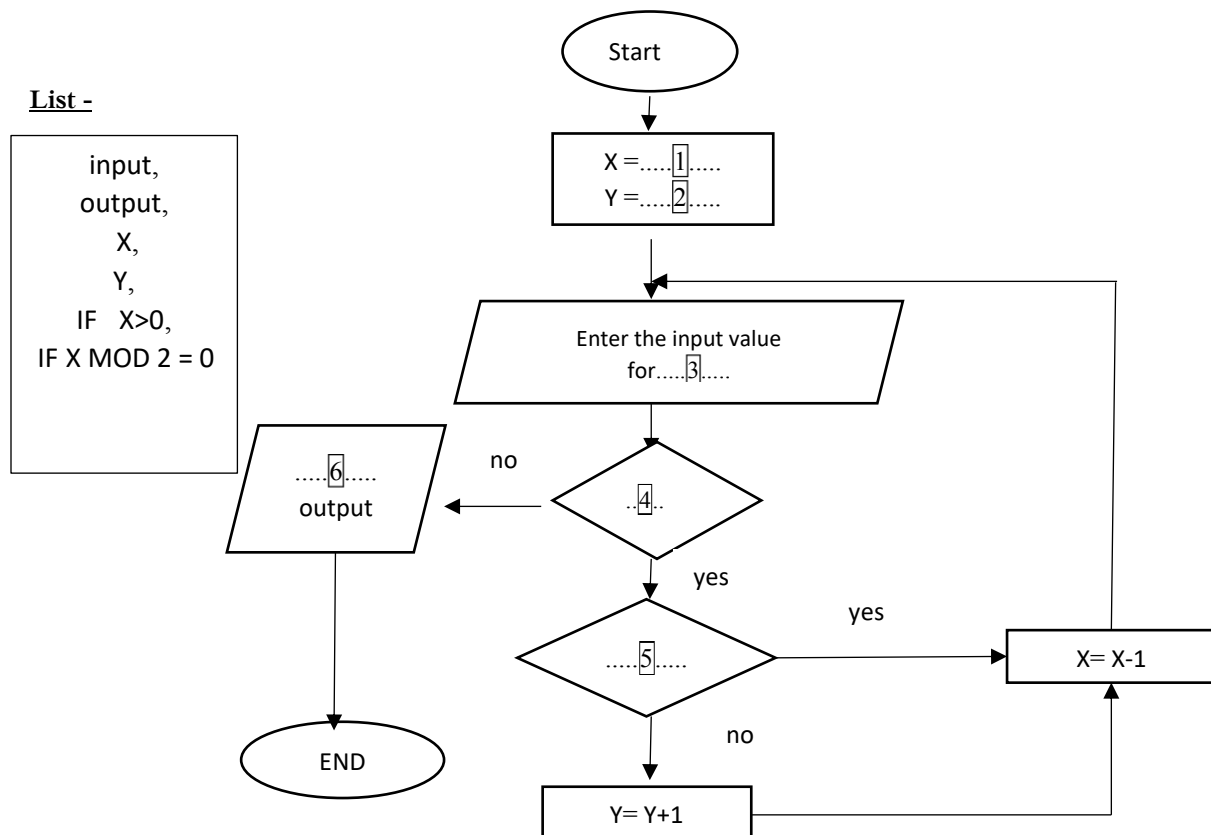 Start
List -
input,
output,
X,
Y,
IF X>0,
IF X MOD 2 = 0
X =.....1.....
Y =.....2.....
Enter the input value
for.....3.....
no
.....6.....
output
..4..
yes
yes
.....5.....
X= X-1
no
END
Y= Y+1